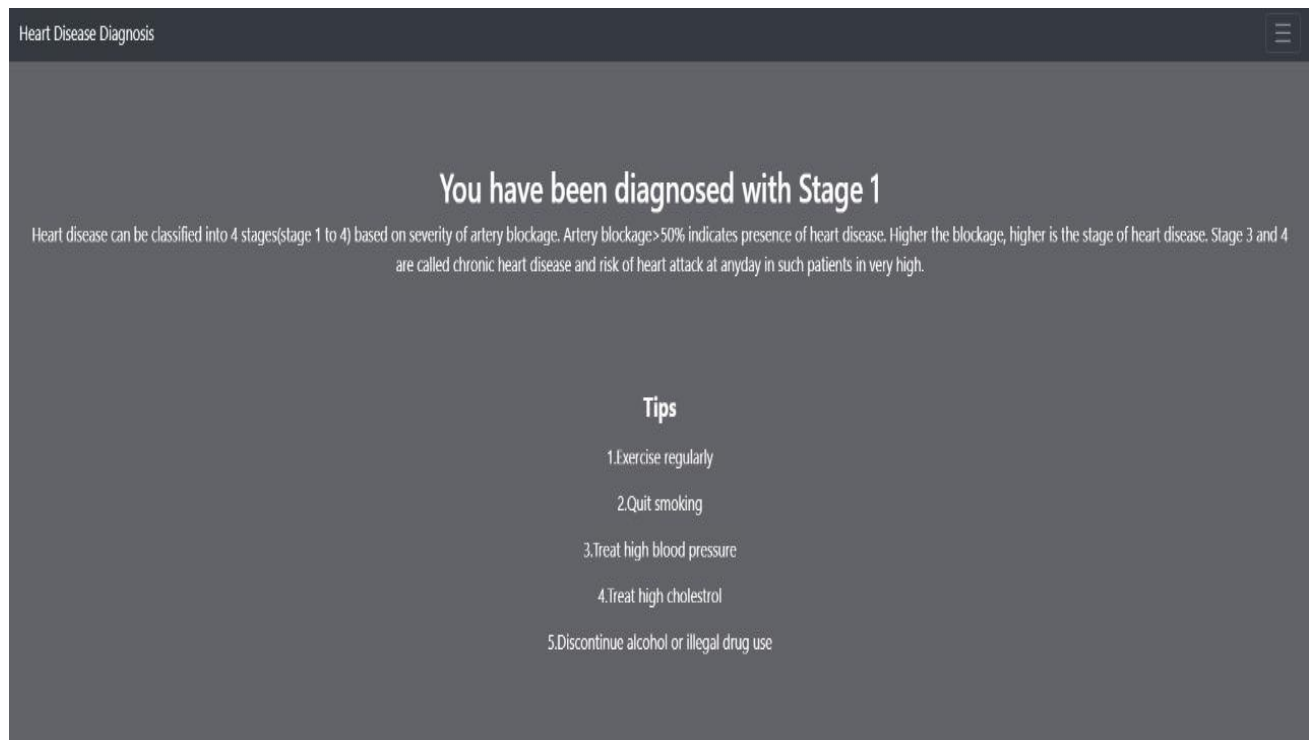 Heart Disease Diagnosis
You have been diagnosed with Stage 1
Heart disease can be classified into 4 stages(stage 1 to 4) based on severity of artery blockage. Artery blockage>50% indicates presence of heart disease. Higher the blockage, higher is the stage of heart disease. Stage 3 and 4
are called chronic heart disease and risk of heart attack at anyday in such patients in very high.
Tips
1.Exercise regularly
2.Quit smoking
3.Treat high blood pressure
4.Treat high cholestrol
5.Discontinue alcohol or illegal drug use